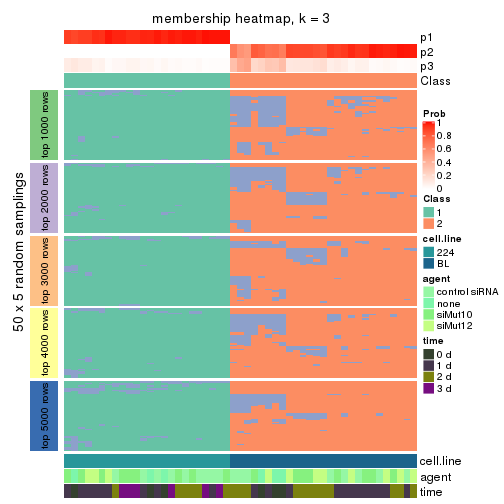 membership heatmap, k = 3
p1
p2
p3
Class
50 x 5 random samplings
top 1000 rows
top 2000 rows
top 3000 rows
top 4000 rows
top 5000 rows
cell.line
agent
time
Prob
1
0.8
0.6
0.4
0.2
0
Class
1
2
cell.line
224
BL
agent
control siRNA
none
siMut10
siMut12
time
0 d
1 d
2 d
3 d